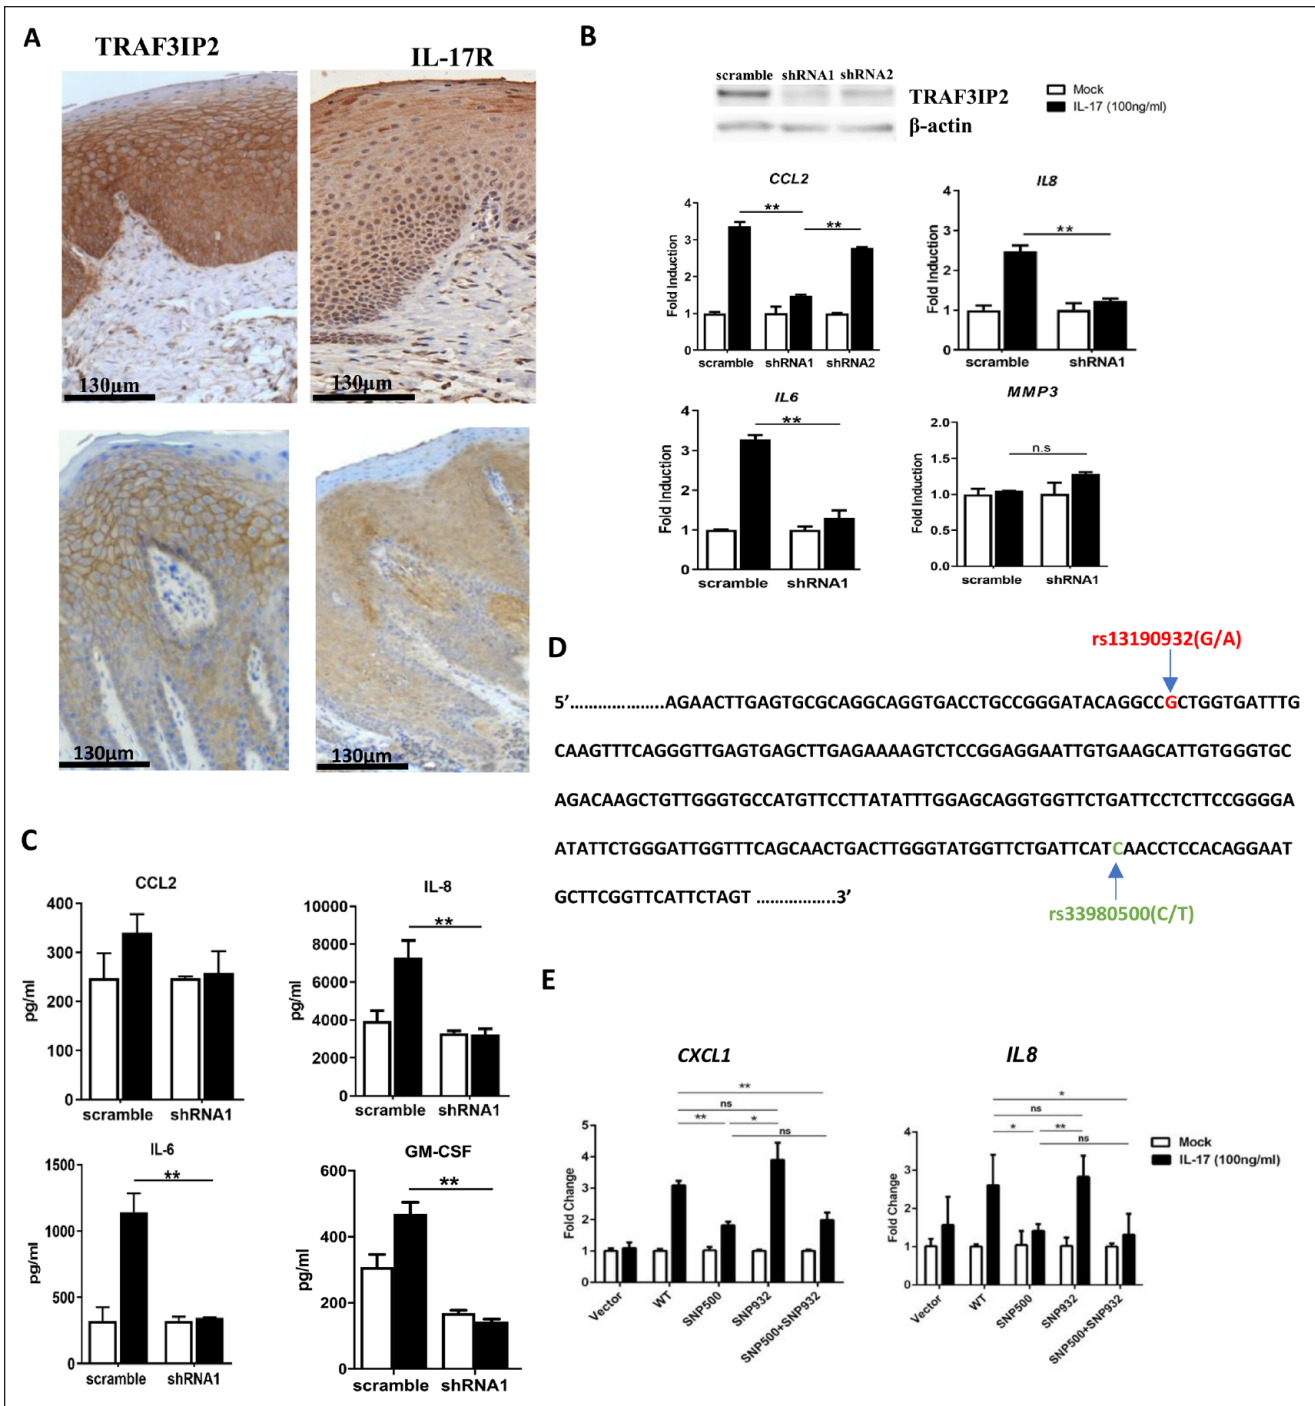 A
TRAF3IP2
IL-17R
130µm
130µm
130µm
130µm
B
scramble shRNA1 shRNA2
TRAF3IP2
β-actin
Mock
IL-17 (100ng/ml)
CCL2
Fold Induction
4
3
2
1
0
**
**
scramble shRNA1 shRNA2
IL8
Fold Induction
4
3
2
1
0
**
scramble shRNA1
IL6
Fold Induction
4
3
2
1
0
**
scramble shRNA1
MMP3
Fold Induction
2.0
1.5
1.0
0.5
0.0
n.s
scramble shRNA1
C
CCL2
pg/ml
400
300
200
100
0
scramble shRNA1
IL-8
pg/ml
10000
8000
6000
4000
2000
0
**
scramble shRNA1
IL-6
pg/ml
1500
1000
500
0
**
scramble shRNA1
GM-CSF
pg/ml
600
400
200
0
**
scramble shRNA1
D
rs13190932(G/A)
5’………………..AGAACTTGAGTGCGCAGGCAGGTGACCTGCCGGGATACAGGCCGCTGGTGATTTG
CAAGTTTCAGGGTTGAGTGAGCTTGAGAAAAGTCTCCGGAGGAATTGTGAAGCATTGTGGGTGC
AGACAAGCTGTTGGGTGCCATGTTCCTTATATTTGGAGCAGGTGGTTCTGATTCCTCTTCCGGGGA
ATATTCTGGGATTGGTTTCAGCAACTGACTTGGGTATGGTTCTGATTCATCAACCTCCACAGGAAT
GCTTCGGTTCATTCTAGT ……………..3’
rs33980500(C/T)
E
CXCL1
Fold Change
5
4
3
2
1
0
**
ns
** *
ns
Vector WT SNP500 SNP932 SNP500+SNP932
IL8
Fold Change
4
3
2
1
0
*
ns
* **
ns
Vector WT SNP500 SNP932 SNP500+SNP932
Mock
IL-17 (100ng/ml)